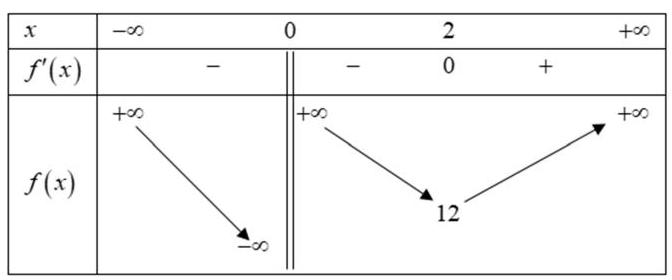 x −∞ 0 2 +∞
f′(x) − − 0 +
+∞ +∞ +∞
f(x)
12
−∞